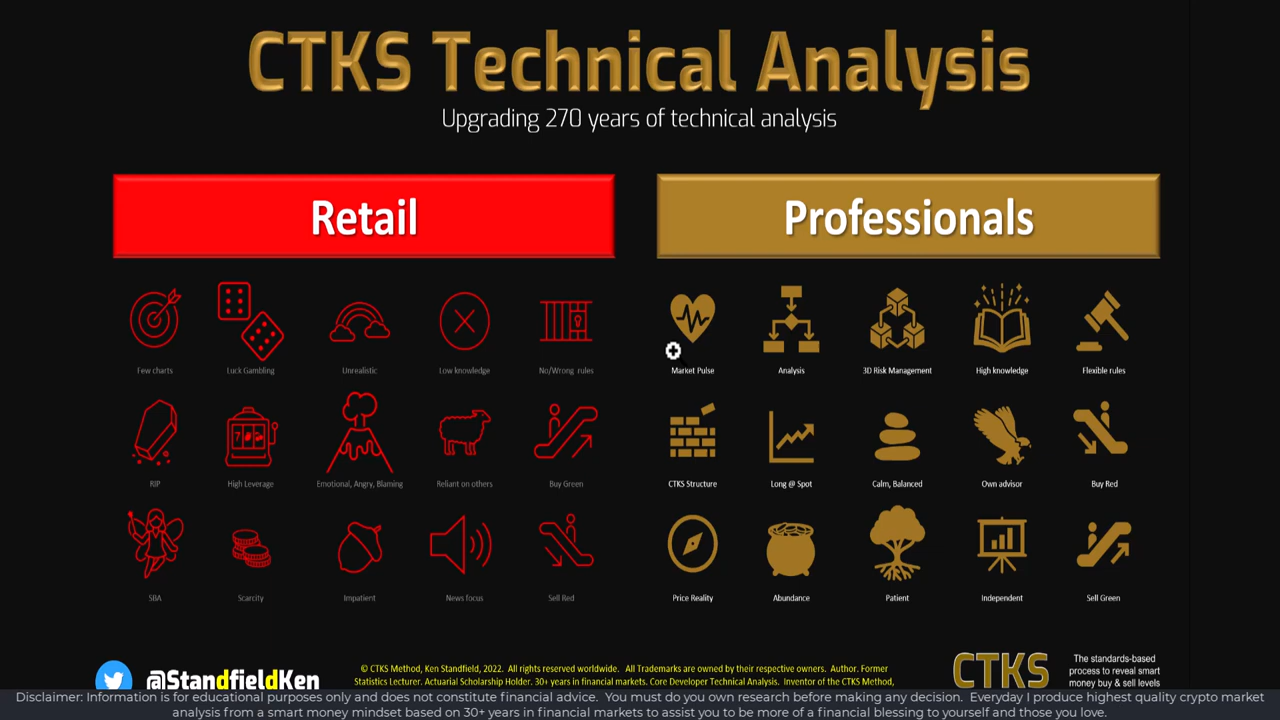 CTKS Technical Analysis
Upgrading 270 years of technical analysis
Retail
Professionals
Few charts
Luck Gambling
Unrealistic
Low knowledge
No/Wrong rules
Market Pulse
Analysis
3D Risk Management
High knowledge
Flexible rules
RIP
High Leverage
Emotional, Angry, Blaming
Reliant on others
Buy Green
CTKS Structure
Long @ Spot
Calm, Balanced
Own advisor
Buy Red
SBA
Scarcity
Impatient
News focus
Sell Red
Price Reality
Abundance
Patient
Independent
Sell Green
@StandfieldKen
© CTKS Method, Ken Standfield, 2022. All rights reserved worldwide. All Trademarks are owned by their respective owners. Author. Former
Statistics Lecturer. Actuarial Scholarship Holder. 30+ years in financial markets. Core Developer Technical Analysis. Inventor of the CTKS Method,
CTKS
The standards-based
process to reveal smart
money buy & sell levels
Disclaimer: Information is for educational purposes only and does not constitute financial advice. You must do you own research before making any decision. Everyday I produce highest quality crypto market
analysis from a smart money mindset based on 30+ years in financial markets to assist you to be more of a financial blessing to yourself and those you love.